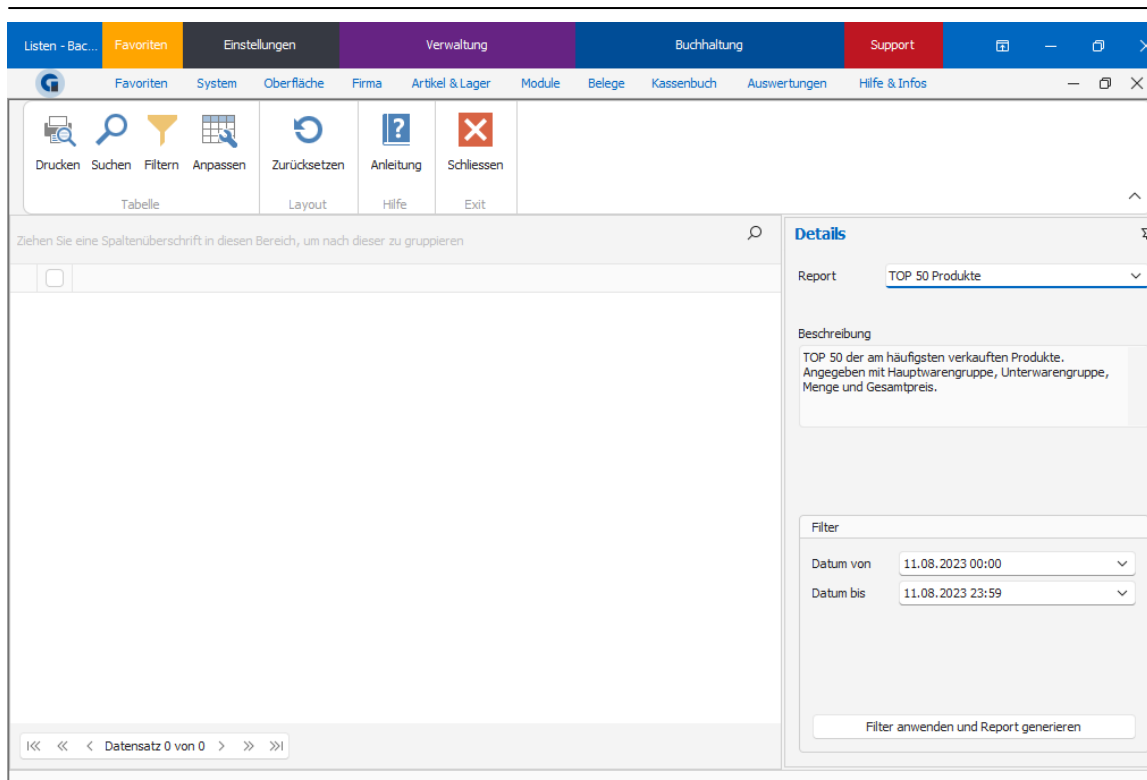 Listen - Bac...
Favoriten
Einstellungen
Verwaltung
Buchhaltung
Support
Favoriten
System
Oberfläche
Firma
Artikel & Lager
Module
Belege
Kassenbuch
Auswertungen
Hilfe & Infos
Drucken
Suchen
Filtern
Anpassen
Zurücksetzen
Anleitung
Schliessen
Tabelle
Layout
Hilfe
Exit
Ziehen Sie eine Spaltenüberschrift in diesen Bereich, um nach dieser zu gruppieren
Details
Report
TOP 50 Produkte
Beschreibung
TOP 50 der am häufigsten verkauften Produkte.
Angegeben mit Hauptwarengruppe, Unterwarengruppe,
Menge und Gesamtpreis.
Filter
Datum von
11.08.2023 00:00
Datum bis
11.08.2023 23:59
Filter anwenden und Report generieren
Datensatz 0 von 0